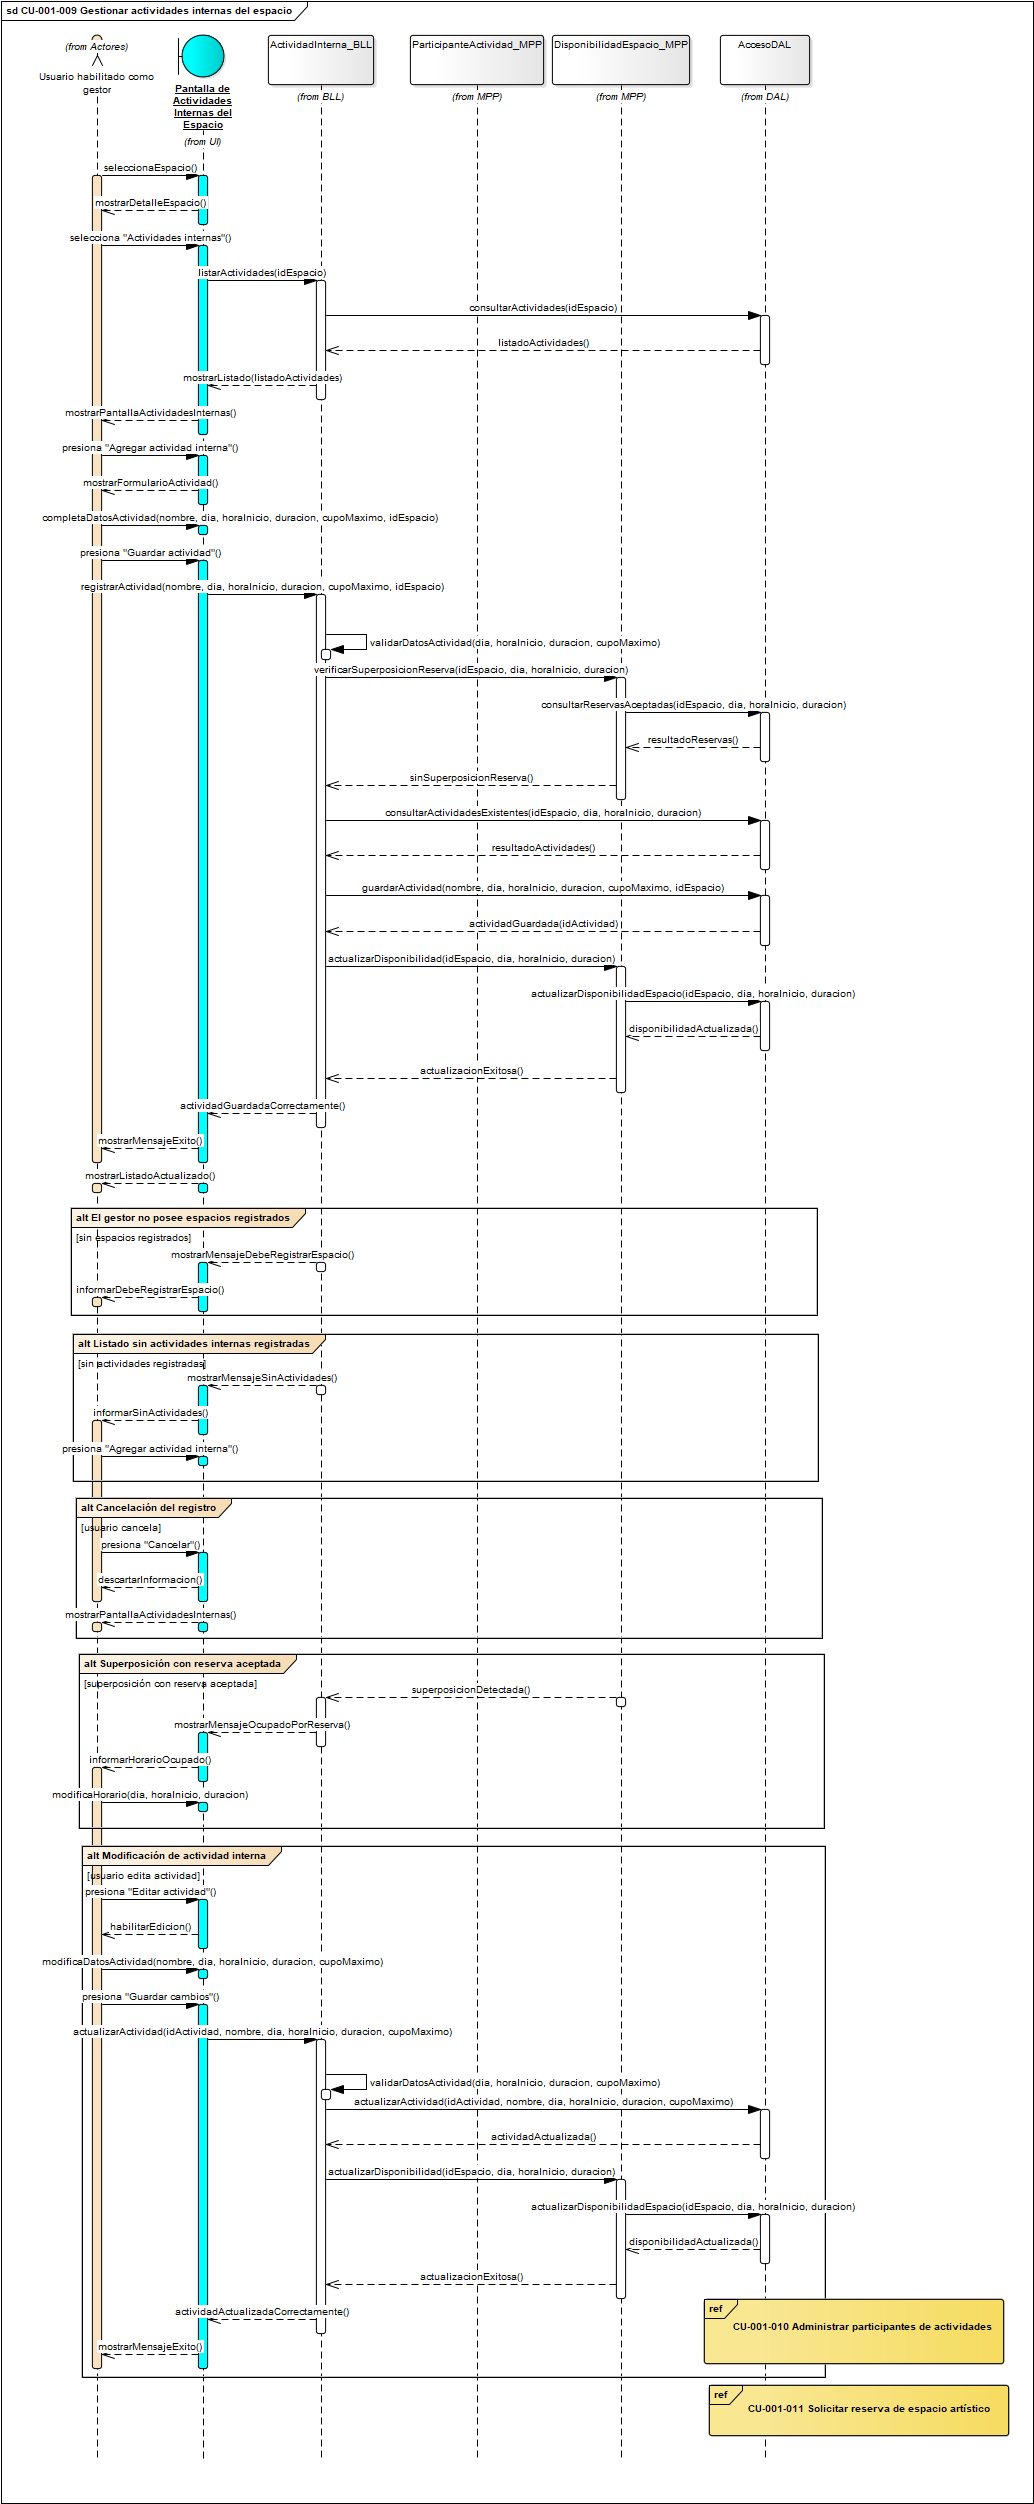 sd CU-001-009 Gestionar actividades internas del espacio
(from Actores)
Usuario habilitado como
gestor
Pantalla de
Actividades
Internas del
Espacio
(from UI)
ActividadInterna_BLL
(from BLL)
ParticipanteActividad_MPP
(from MPP)
DisponibilidadEspacio_MPP
(from MPP)
AccesoDAL
(from DAL)
seleccionaEspacio()
mostrarDetalleEspacio()
selecciona "Actividades internas"()
listarActividades(idEspacio)
consultarActividades(idEspacio)
listadoActividades()
mostrarListado(listadoActividades)
mostrarPantallaActividadesInternas()
presiona "Agregar actividad interna"()
mostrarFormularioActividad()
completaDatosActividad(nombre, dia, horaInicio, duracion, cupoMaximo, idEspacio)
presiona "Guardar actividad"()
registrarActividad(nombre, dia, horaInicio, duracion, cupoMaximo, idEspacio)
validarDatosActividad(dia, horaInicio, duracion, cupoMaximo)
verificarSuperposicionReserva(idEspacio, dia, horaInicio, duracion)
consultarReservasAceptadas(idEspacio, dia, horaInicio, duracion)
resultadoReservas()
sinSuperposicionReserva()
consultarActividadesExistentes(idEspacio, dia, horaInicio, duracion)
resultadoActividades()
guardarActividad(nombre, dia, horaInicio, duracion, cupoMaximo, idEspacio)
actividadGuardada(idActividad)
actualizarDisponibilidad(idEspacio, dia, horaInicio, duracion)
actualizarDisponibilidadEspacio(idEspacio, dia, horaInicio, duracion)
disponibilidadActualizada()
actualizacionExitosa()
actividadGuardadaCorrectamente()
mostrarMensajeExito()
mostrarListadoActualizado()
alt El gestor no posee espacios registrados
[sin espacios registrados]
mostrarMensajeDebeRegistrarEspacio()
informarDebeRegistrarEspacio()
alt Listado sin actividades internas registradas
[sin actividades registradas]
mostrarMensajeSinActividades()
informarSinActividades()
presiona "Agregar actividad interna"()
alt Cancelación del registro
[usuario cancela]
presiona "Cancelar"()
descartarInformacion()
mostrarPantallaActividadesInternas()
alt Superposición con reserva aceptada
[superposición con reserva aceptada]
superposicionDetectada()
mostrarMensajeOcupadoPorReserva()
informarHorarioOcupado()
modificaHorario(dia, horaInicio, duracion)
alt Modificación de actividad interna
[usuario edita actividad]
presiona "Editar actividad"()
habilitarEdicion()
modificaDatosActividad(nombre, dia, horaInicio, duracion, cupoMaximo)
presiona "Guardar cambios"()
actualizarActividad(idActividad, nombre, dia, horaInicio, duracion, cupoMaximo)
validarDatosActividad(dia, horaInicio, duracion, cupoMaximo)
actualizarActividad(idActividad, nombre, dia, horaInicio, duracion, cupoMaximo)
actividadActualizada()
actualizarDisponibilidad(idEspacio, dia, horaInicio, duracion)
actualizarDisponibilidadEspacio(idEspacio, dia, horaInicio, duracion)
disponibilidadActualizada()
actualizacionExitosa()
actividadActualizadaCorrectamente()
mostrarMensajeExito()
ref
CU-001-010 Administrar participantes de actividades
ref
CU-001-011 Solicitar reserva de espacio artístico